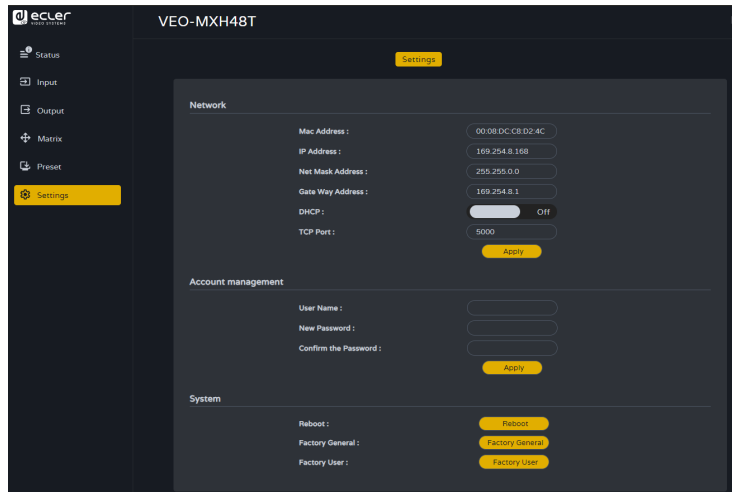 ecler
VIDEO SYSTEMS
VEO-MXH48T
Status
Input
Output
Matrix
Preset
Settings
Settings
Network
Mac Address : 00:08:DC:C8:D2:4C
IP Address : 169.254.8.168
Net Mask Address : 255.255.0.0
Gate Way Address : 169.254.8.1
DHCP : Off
TCP Port : 5000
Apply
Account management
User Name :
New Password :
Confirm the Password :
Apply
System
Reboot : Reboot
Factory General : Factory General
Factory User : Factory User